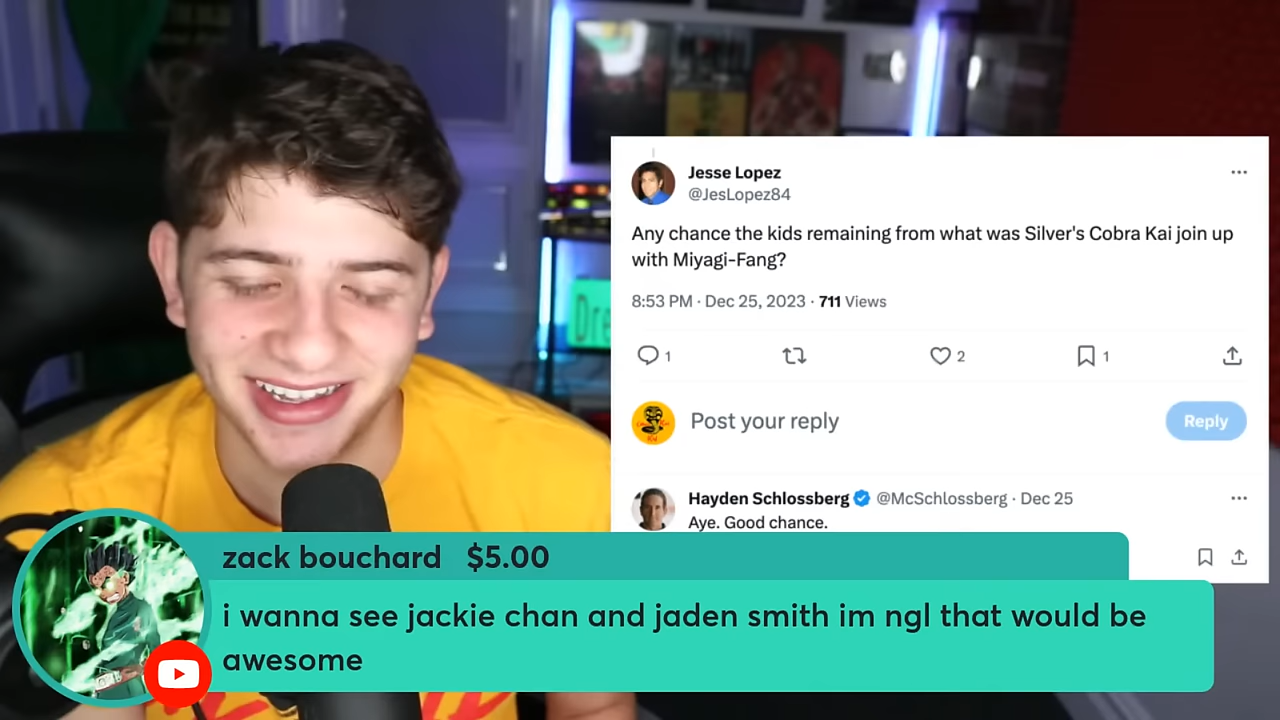 Jesse Lopez
@JesLopez84
Any chance the kids remaining from what was Silver's Cobra Kai join up
with Miyagi-Fang?
8:53 PM · Dec 25, 2023 · 711 Views
1
2
1
Post your reply
Reply
Hayden Schlossberg @McSchlossberg · Dec 25
Aye. Good chance.
Dre
zack bouchard $5.00
i wanna see jackie chan and jaden smith im ngl that would be
awesome